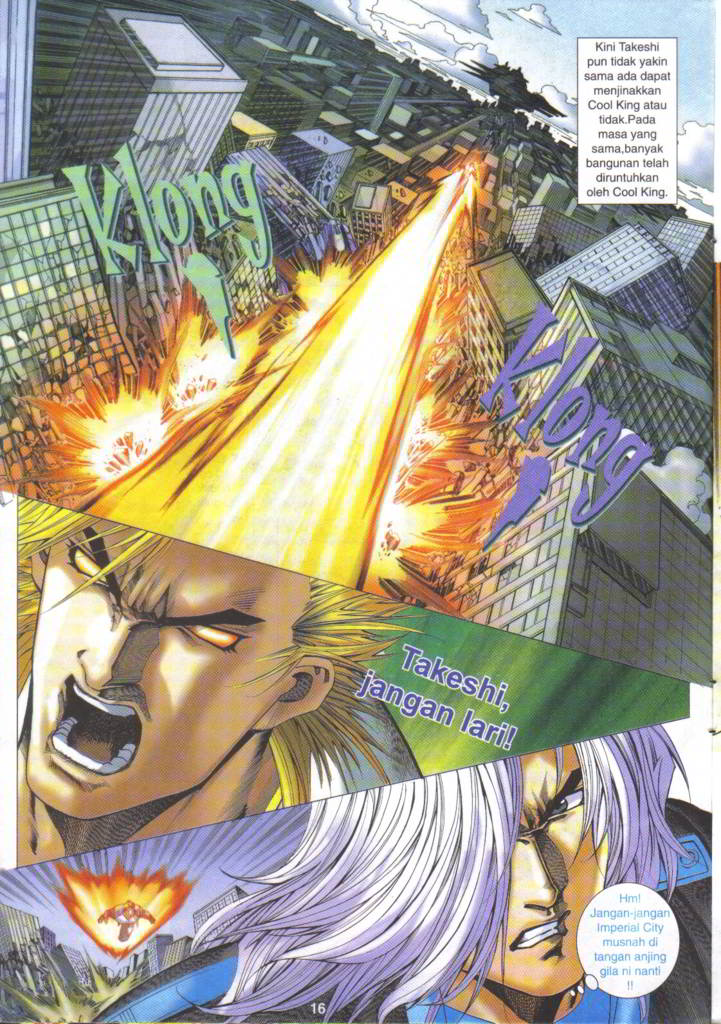 Kini Takeshi
pun tidak yakin
sama ada dapat
menjinakkan
Cool King atau
tidak.Pada
masa yang
sama,banyak
bangunan telah
diruntuhkan
oleh Cool King.
Klong!
Klong!
Takeshi,
jangan lari!
Hm!
Jangan-jangan
Imperial City
musnah di
tangan anjing
gila ni nanti
!!
16